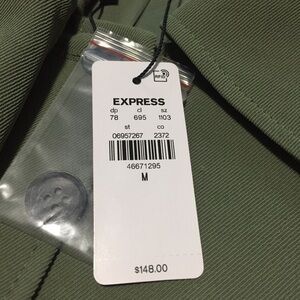 EXPRESS
dp cl sz
78 695 1103
st co
06957267 2372
46671295
M
$148.00